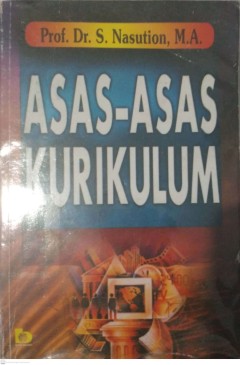 Prof. Dr. S. Nasution, M.A.
ASAS-ASAS
KURIKULUM